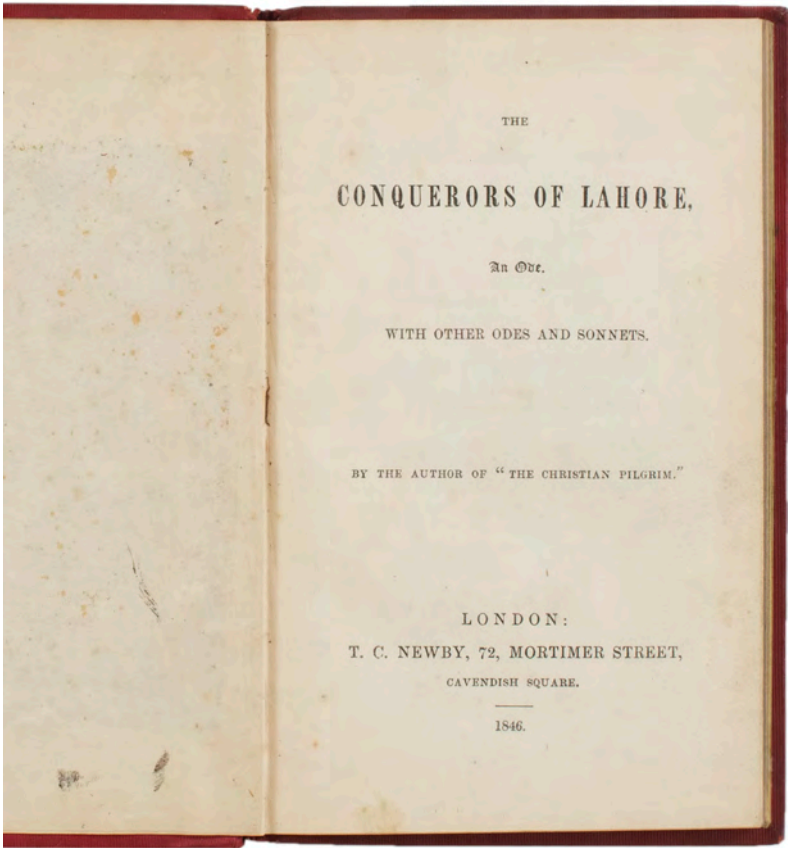 THE
CONQUERORS OF LAHORE,
An Ode.
WITH OTHER ODES AND SONNETS.
BY THE AUTHOR OF “THE CHRISTIAN PILGRIM.”
LONDON:
T. C. NEWBY, 72, MORTIMER STREET,
CAVENDISH SQUARE.
1846.